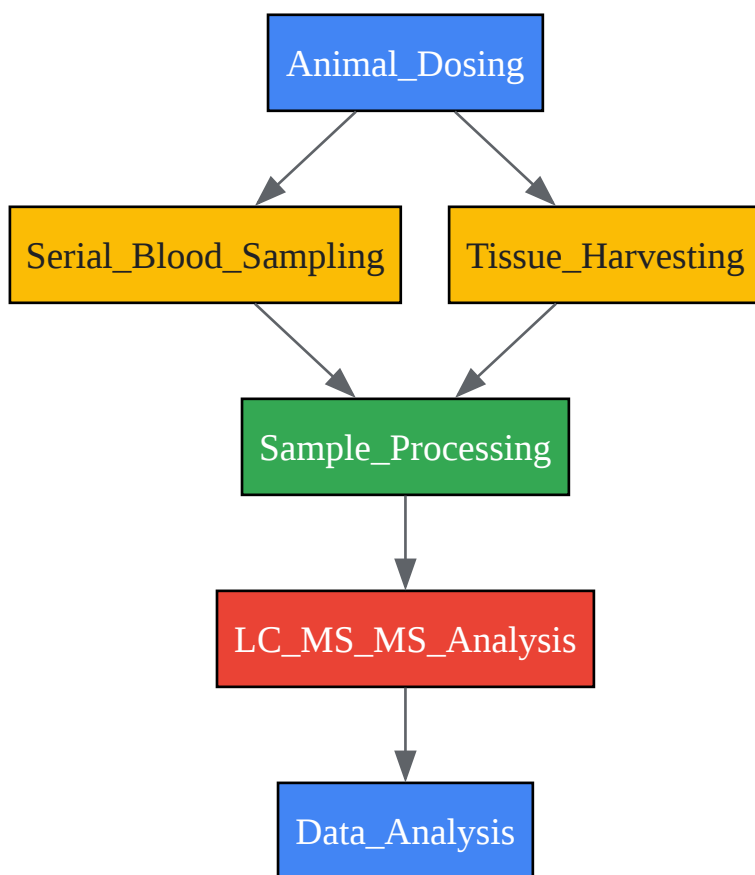 Animal_Dosing
Serial_Blood_Sampling
Tissue_Harvesting
Sample_Processing
LC_MS_MS_Analysis
Data_Analysis